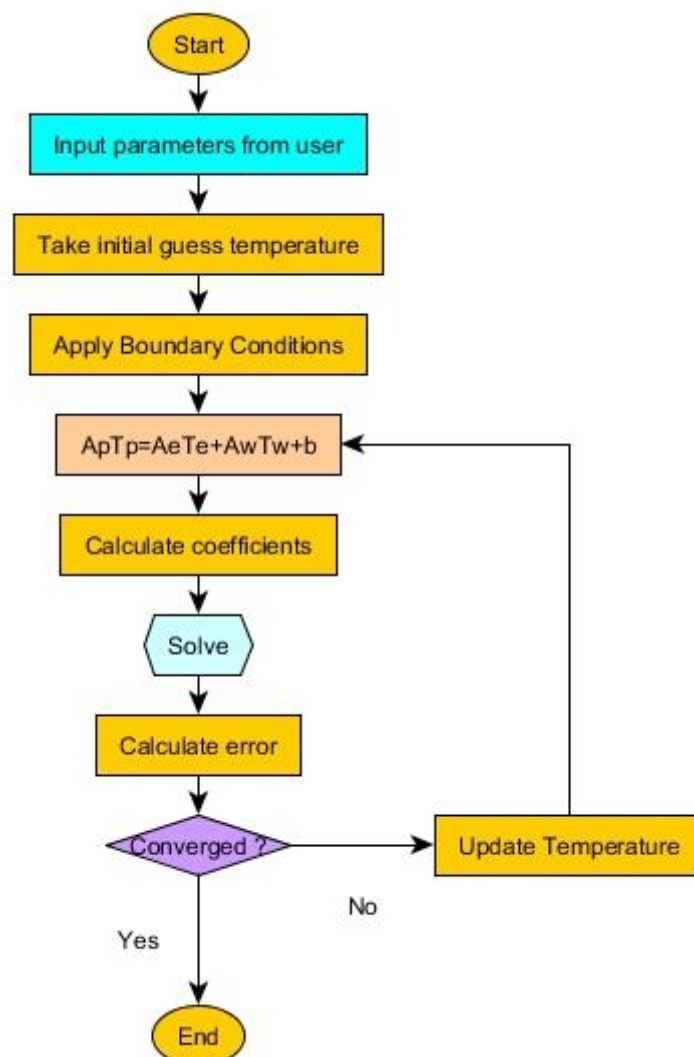 Start
Input parameters from user
Take initial guess temperature
Apply Boundary Conditions
ApTp=AeTe+AwTw+b
Calculate coefficients
Solve
Calculate error
Converged ?
Update Temperature
No
Yes
End